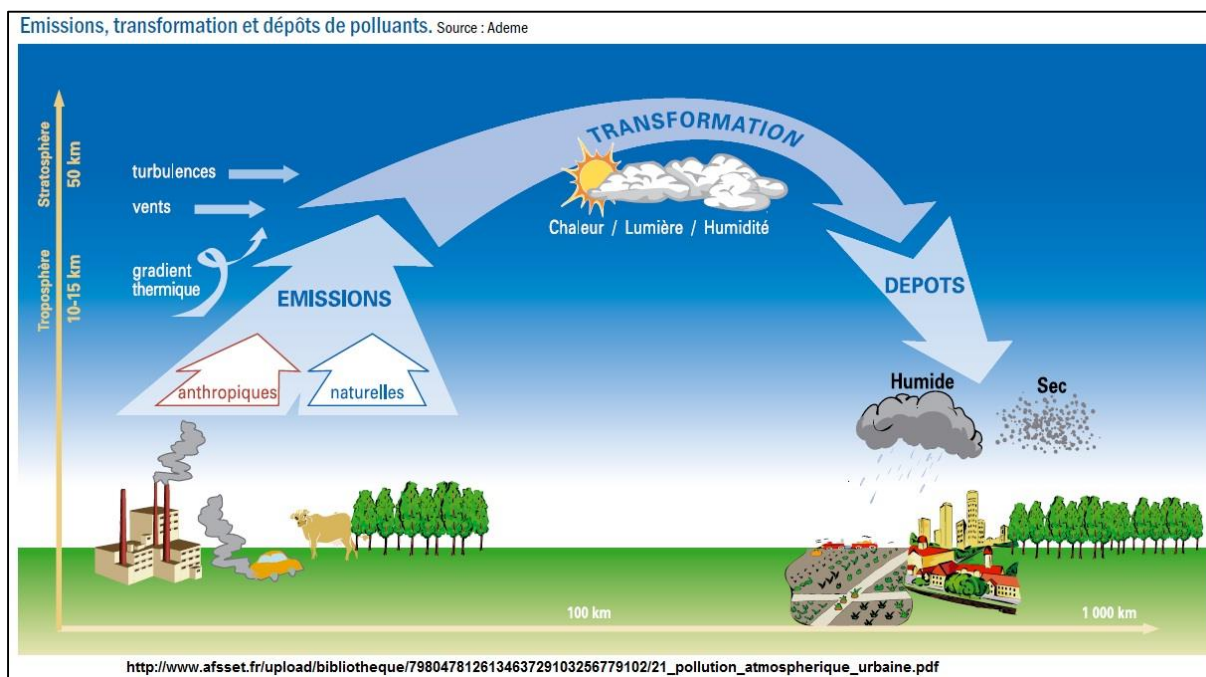 Emissions, transformation et dépôts de polluants. Source : Ademe
Stratosphère
50 km
Troposphère
10-15 km
turbulences
vents
gradient
thermique
TRANSFORMATION
Chaleur / Lumière / Humidité
EMISSIONS
anthropiques
naturelles
DEPOTS
Humide
Sec
100 km
1 000 km
http://www.afsset.fr/upload/bibliotheque/798047812613463729103256779102/21_pollution_atmospherique_urbaine.pdf